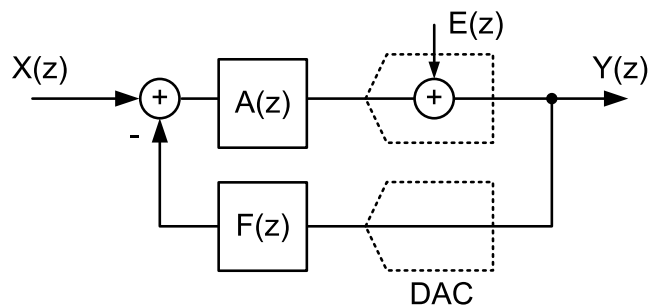 E(z)
X(z)
Y(z)
+
A(z)
+
-
F(z)
DAC